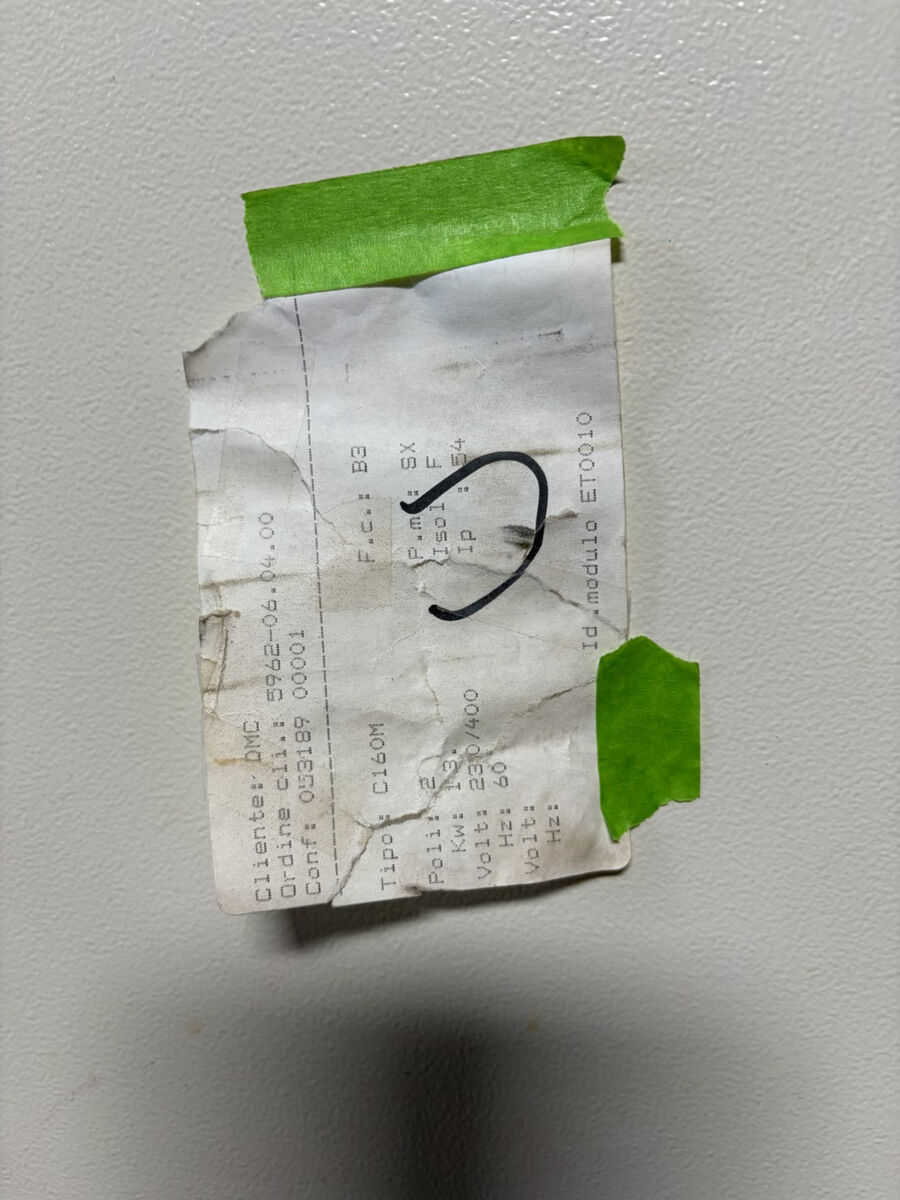 Cliente: DMC
Ordine cli.: 5962-06.04.00
Conf: 053189 00001
Tipo: C160M F.c.: B3
Poli: 2 P.m.: SX
Kw: Isol: F
Volt: 230/400 Ip : 54
Hz: 60
Volt:
Hz:
Id.modulo ET0010